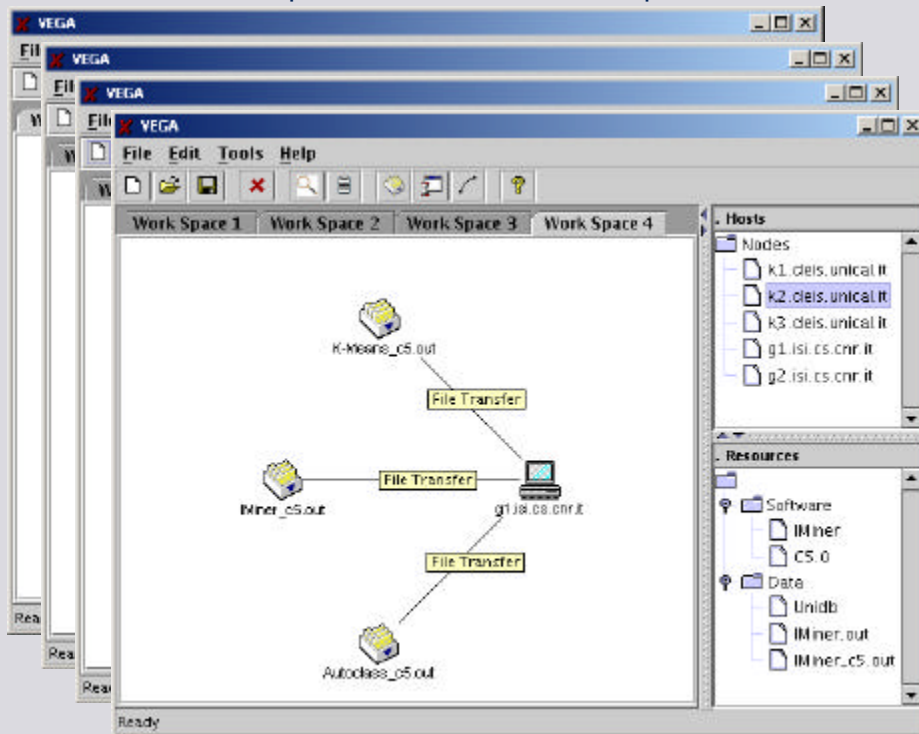 VEGA
VEGA
VEGA
VEGA
File Edit Tools Help
Work Space 1 Work Space 2 Work Space 3 Work Space 4
K-Means_c5.out
File Transfer
IMiner_c5.out
File Transfer
g1.isi.cs.cnr.it
File Transfer
Autoclass_c5.out
Ready
. Hosts
Nodes
k1.deis.unical.it
k2.deis.unical.it
k3.deis.unical.it
g1.isi.cs.cnr.it
g2.isi.cs.cnr.it
. Resources
Software
IMiner
C5.0
Data
Unidb
IMiner.out
IMiner_c5.out